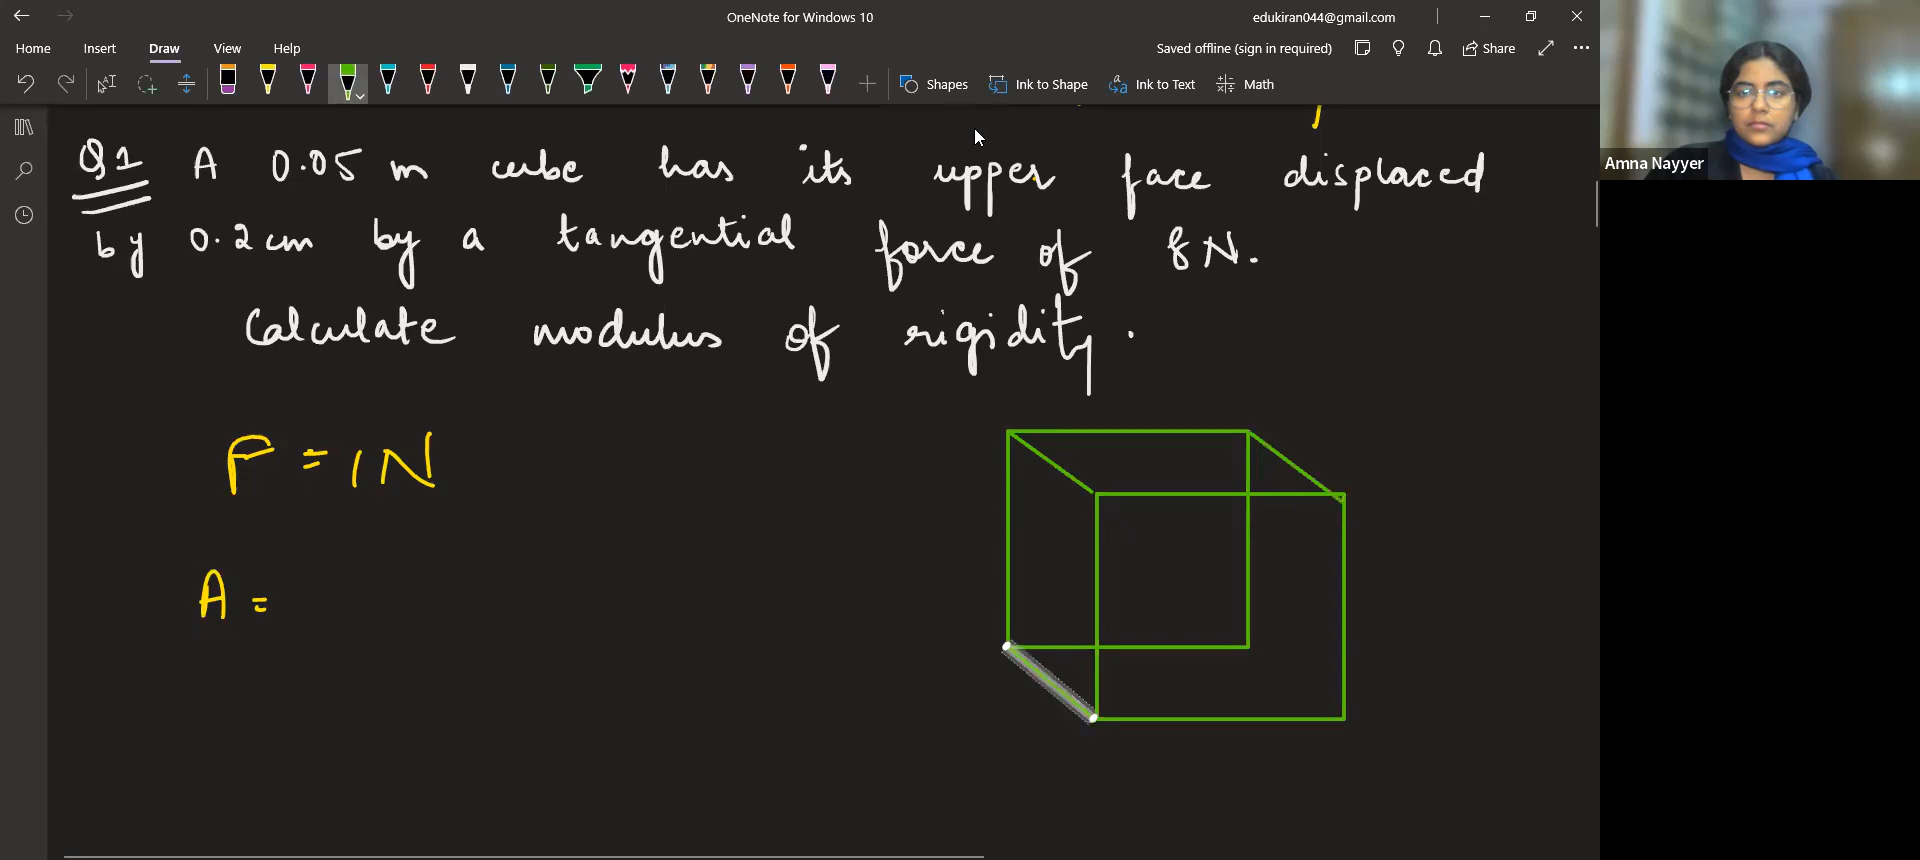 OneNote for Windows 10
edukiran044@gmail.com
Home Insert Draw View Help
Saved offline (sign in required)
Share
Shapes Ink to Shape Ink to Text Math
Q1 A 0.05 m cube has its upper face displaced
by 0.2 cm by a tangential force of 8 N.
Calculate modulus of rigidity.
F = 1N
A =
Amna Nayyer